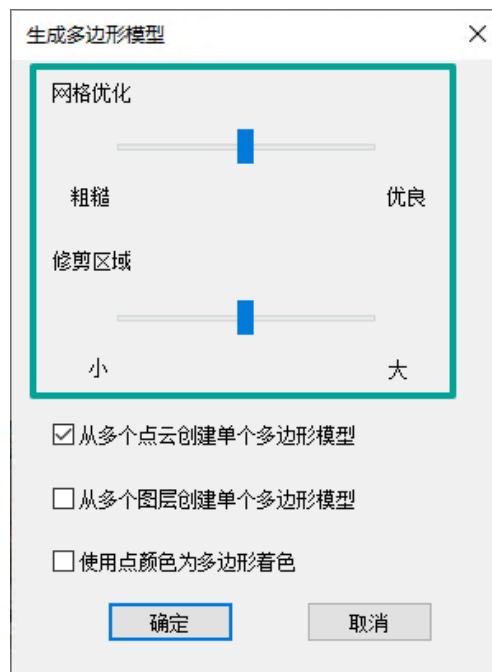 生成多边形模型
网格优化
粗糙 优良
修剪区域
小 大
从多个点云创建单个多边形模型
从多个图层创建单个多边形模型
使用点颜色为多边形着色
确定 取消